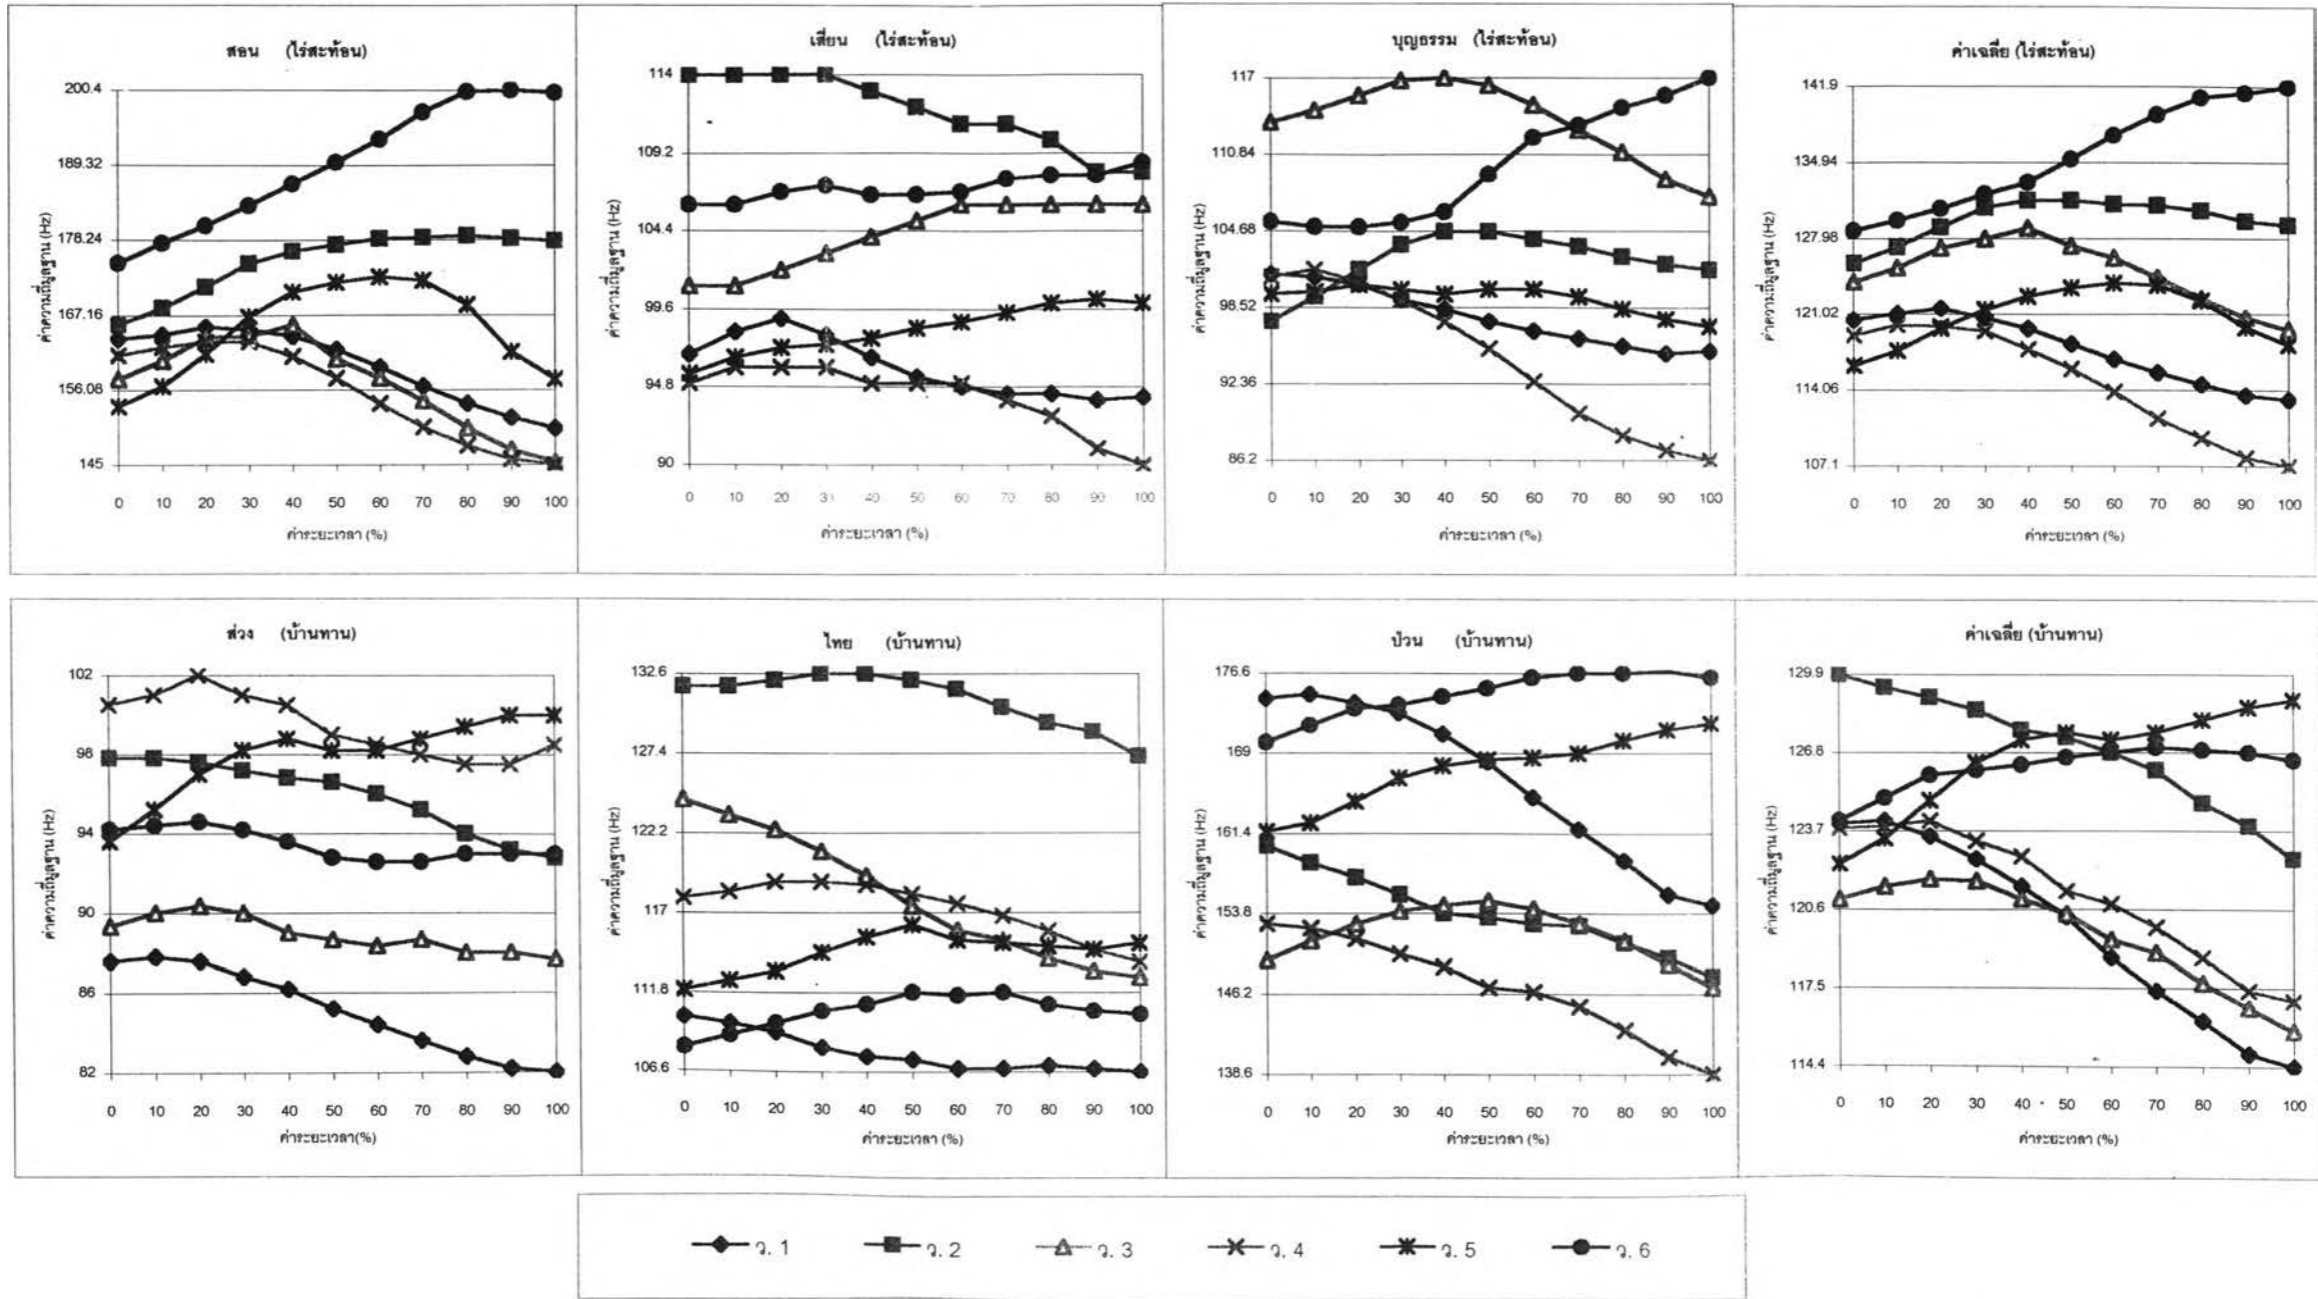 สอน (ไร่สะท้อน)
ค่าความถี่มูลฐาน (Hz)
200.4
189.32
178.24
167.16
156.08
145
0 10 20 30 40 50 60 70 80 90 100
ค่าระยะเวลา (%)
เสี่ยน (ไร่สะท้อน)
ค่าความถี่มูลฐาน (Hz)
114
109.2
104.4
99.6
94.8
90
0 10 20 30 40 50 60 70 80 90 100
ค่าระยะเวลา (%)
บุญธรรม (ไร่สะท้อน)
ค่าความถี่มูลฐาน (Hz)
117
110.84
104.68
98.52
92.36
86.2
0 10 20 30 40 50 60 70 80 90 100
ค่าระยะเวลา (%)
ค่าเฉลี่ย (ไร่สะท้อน)
ค่าความถี่มูลฐาน (Hz)
141.9
134.94
127.98
121.02
114.06
107.1
0 10 20 30 40 50 60 70 80 90 100
ค่าระยะเวลา (%)
ส่วง (บ้านทาน)
ค่าความถี่มูลฐาน (Hz)
102
98
94
90
86
82
0 10 20 30 40 50 60 70 80 90 100
ค่าระยะเวลา(%)
ไทย (บ้านทาน)
ค่าความถี่มูลฐาน (Hz)
132.6
127.4
122.2
117
111.8
106.6
0 10 20 30 40 50 60 70 80 90 100
ค่าระยะเวลา (%)
ป่วน (บ้านทาน)
ค่าความถี่มูลฐาน (Hz)
176.6
169
161.4
153.8
146.2
138.6
0 10 20 30 40 50 60 70 80 90 100
ค่าระยะเวลา (%)
ค่าเฉลี่ย (บ้านทาน)
ค่าความถี่มูลฐาน (Hz)
129.9
126.8
123.7
120.6
117.5
114.4
0 10 20 30 40 50 60 70 80 90 100
ค่าระยะเวลา (%)
ว. 1 ว. 2 ว. 3 ว. 4 ว. 5 ว. 6